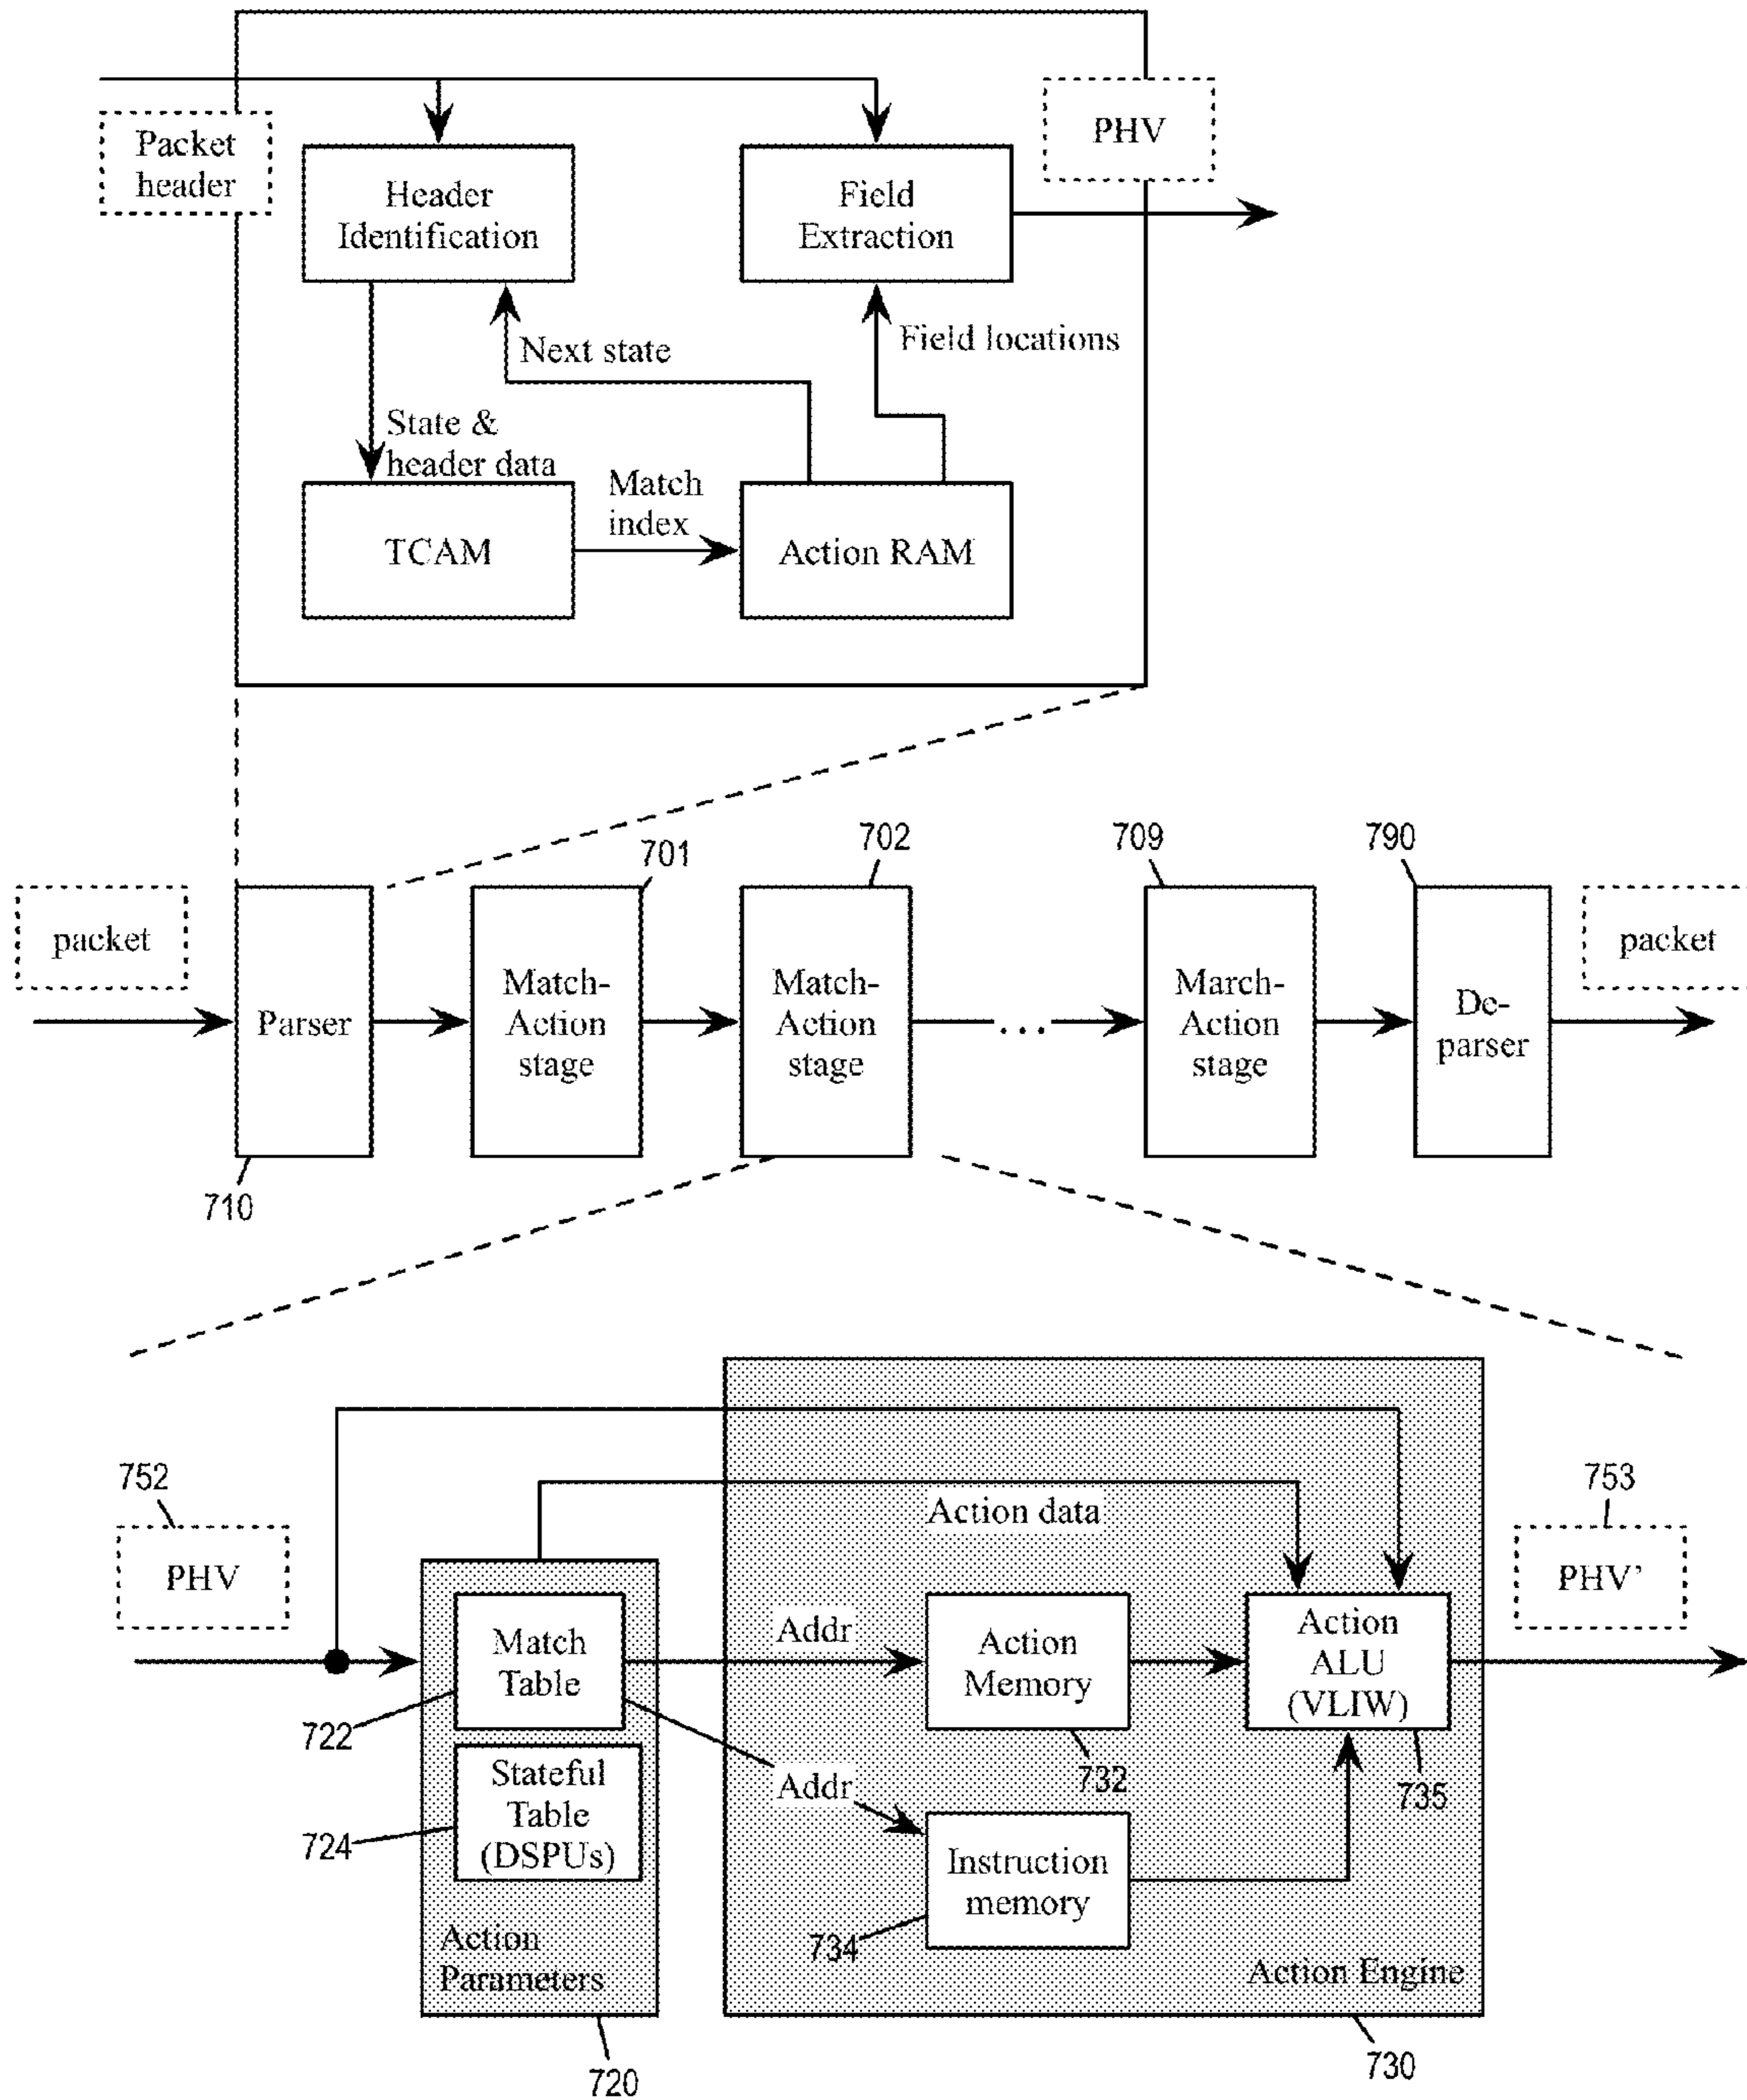 Packet
header
PHV
Header
Identification
Field
Extraction
Next state
Field locations
State &
header data
Match
index
TCAM
Action RAM
701
702
709
790
packet
Parser
Match-
Action
stage
Match-
Action
stage
...
March-
Action
stage
De-
parser
packet
710
752
PHV
Action data
753
PHV’
Match
Table
Addr
Action
Memory
Action
ALU
(VLIW)
722
732
735
Stateful
Table
(DSPUs)
724
Addr
Instruction
memory
734
Action
Parameters
Action Engine
720
730